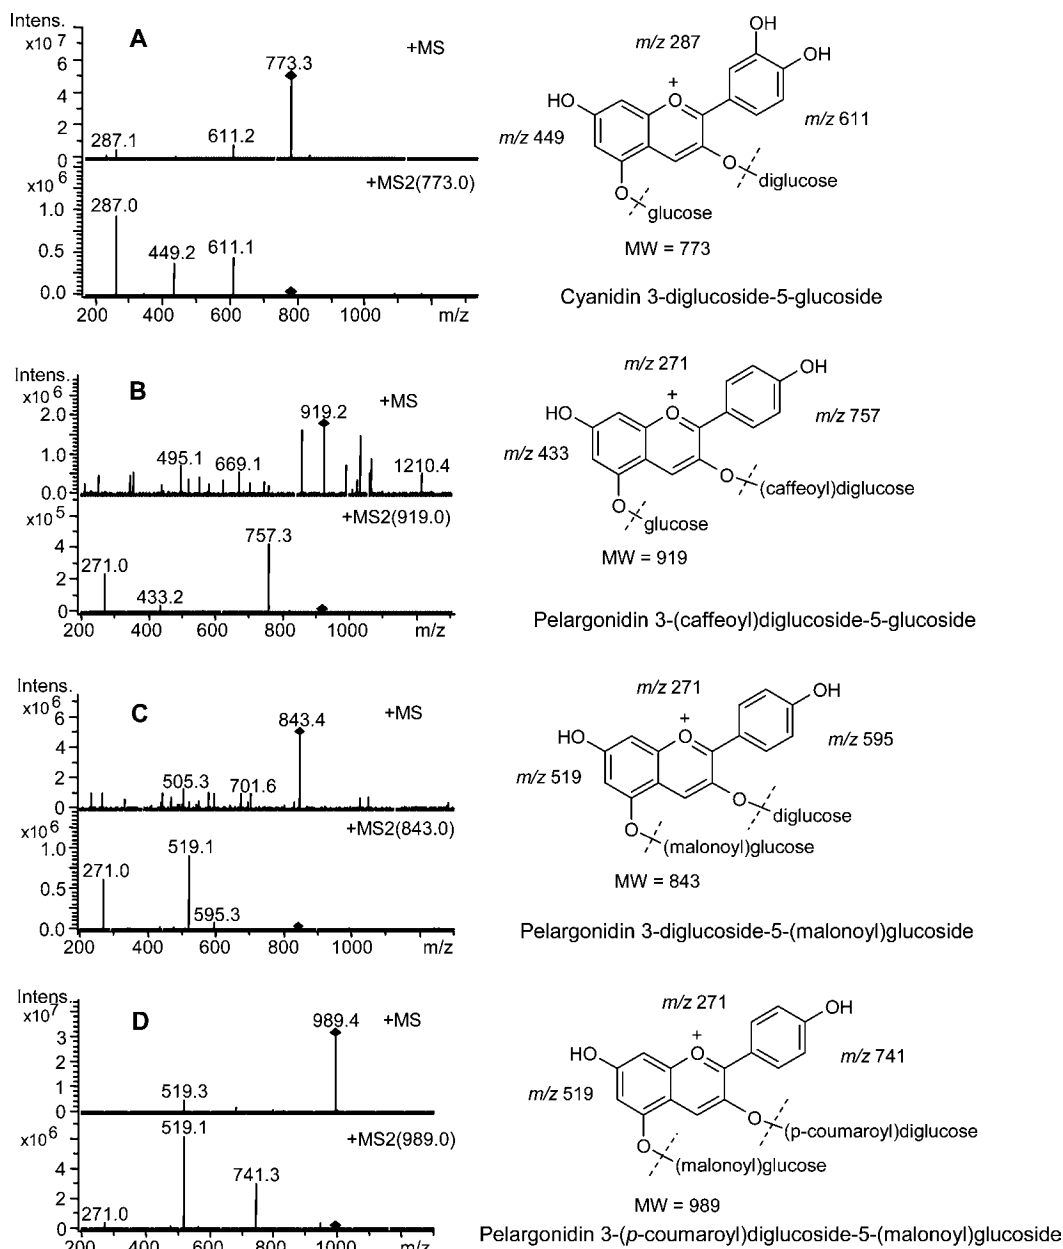 Intens.
x10 7
A
+MS
6
4
2
0
773.3
611.2
287.1
x10 6
+MS2(773.0)
1.0
0.5
0.0
287.0
449.2
611.1
200 400 600 800 1000 m/z
OH
OH
m/z 287
+
O
HO
m/z 449
m/z 611
O
diglucose
O
glucose
MW = 773
Cyanidin 3-diglucoside-5-glucoside
Intens.
x10 6
B
+MS
2.0
1.0
0.0
919.2
495.1
669.1
1210.4
x10 5
+MS2(919.0)
4
2
0
757.3
271.0
433.2
200 400 600 800 1000 m/z
m/z 271
OH
+
O
HO
m/z 757
m/z 433
O
(caffeoyl)diglucose
O
glucose
MW = 919
Pelargonidin 3-(caffeoyl)diglucoside-5-glucoside
Intens.
x10 6
C
+MS
6
4
2
0
843.4
505.3
701.6
x10 6
+MS2(843.0)
1.0
0.5
0
519.1
271.0
595.3
200 400 600 800 1000 m/z
m/z 271
OH
+
O
HO
m/z 595
m/z 519
O
diglucose
O
(malonoyl)glucose
MW = 843
Pelargonidin 3-diglucoside-5-(malonoyl)glucoside
Intens.
x10 7
D
+MS
3
2
1
0
989.4
519.3
x10 6
+MS2(989.0)
4
2
0
519.1
741.3
271.0
200 400 600 800 1000 m/z
m/z 271
OH
+
O
HO
m/z 741
m/z 519
O
(p-coumaroyl)diglucose
O
(malonoyl)glucose
MW = 989
Pelargonidin 3-(p-coumaroyl)diglucoside-5-(malonoyl)glucoside